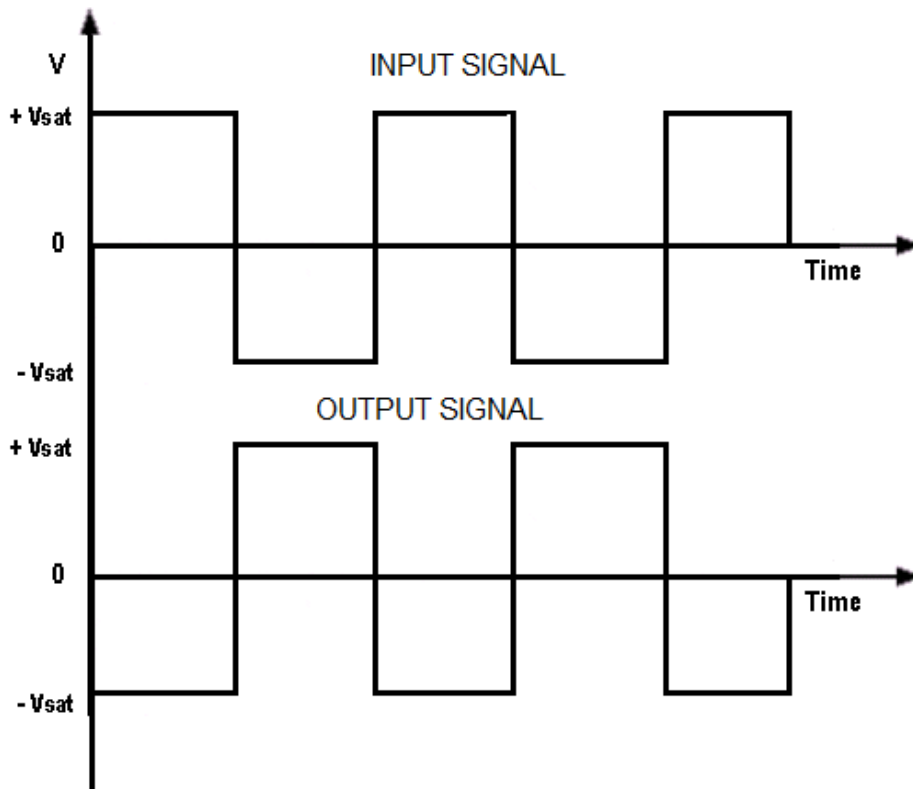 V
INPUT SIGNAL
+ Vsat
0
Time
- Vsat
OUTPUT SIGNAL
+ Vsat
0
Time
- Vsat